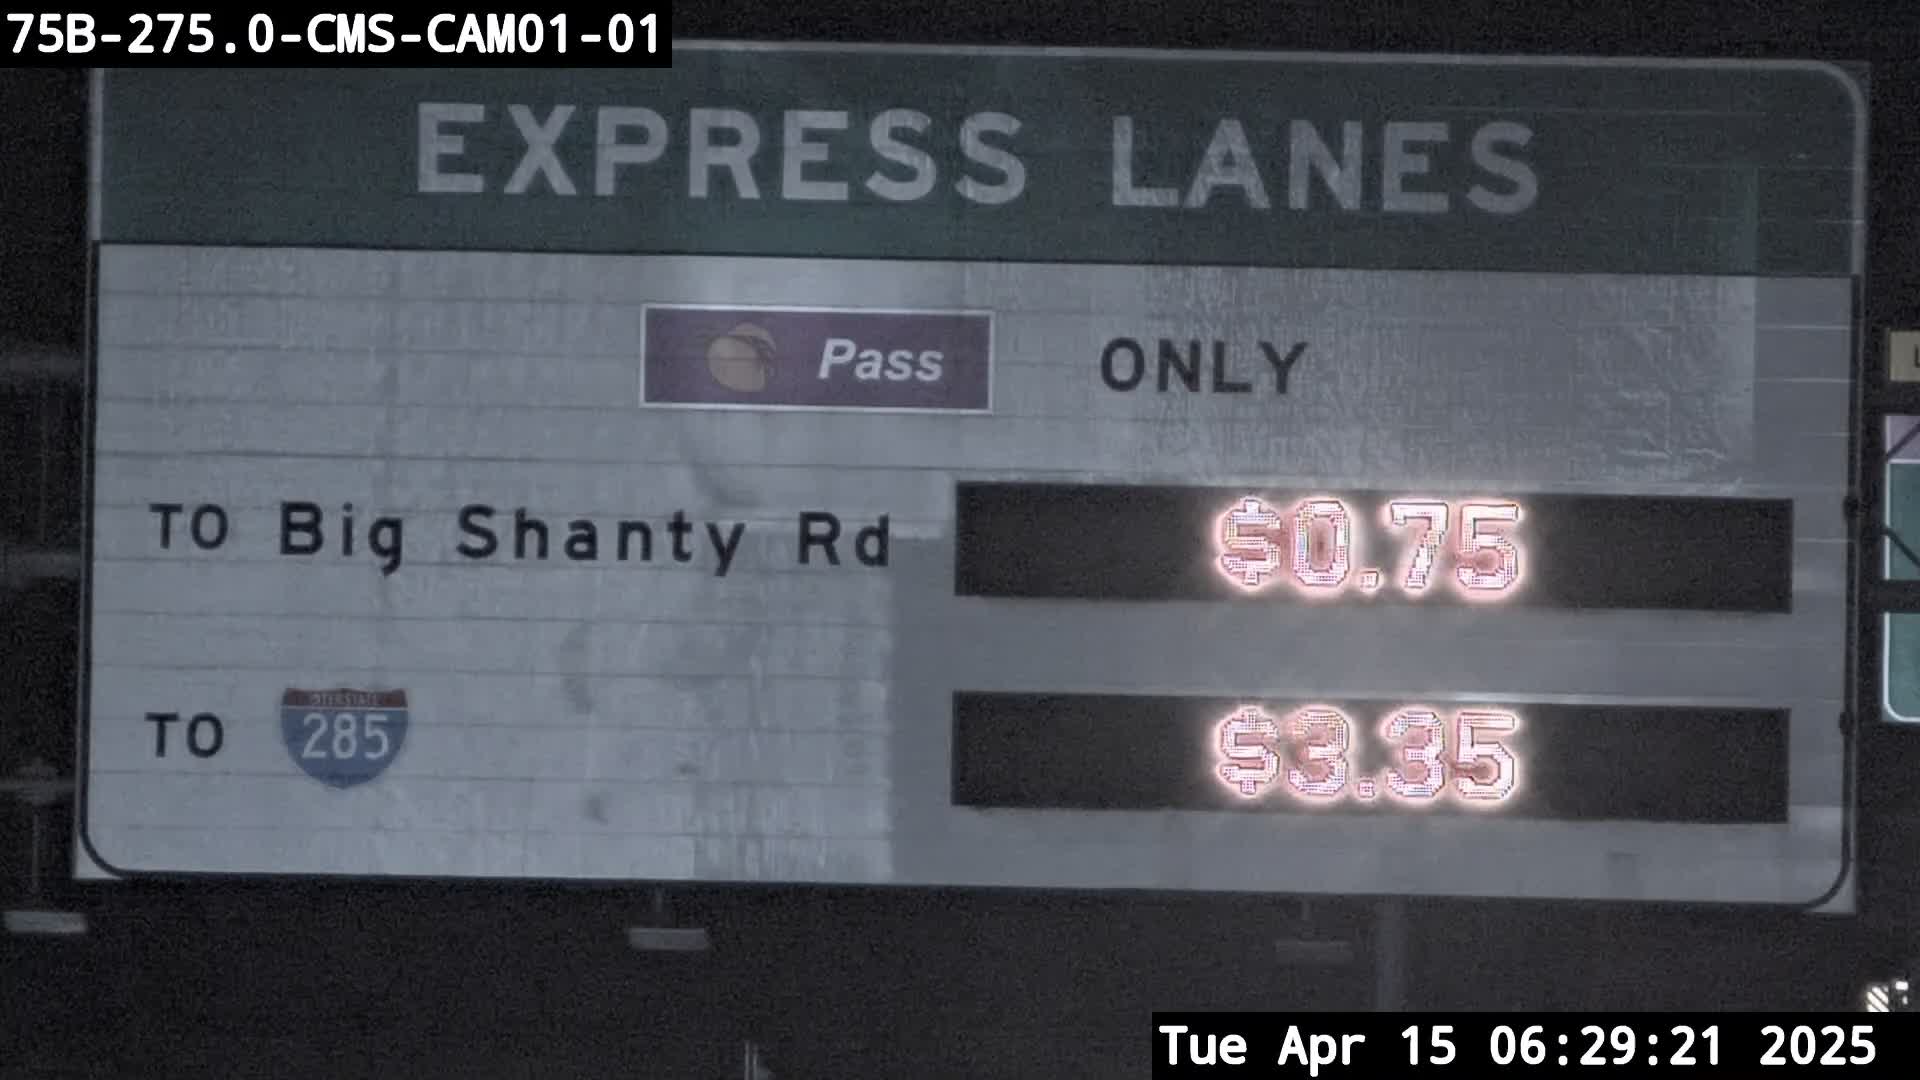 75B-275.0-CMS-CAM01-01
EXPRESS LANES
Pass ONLY
TO Big Shanty Rd $0.75
INTERSTATE
TO 285 $3.35
Tue Apr 15 06:29:21 2025